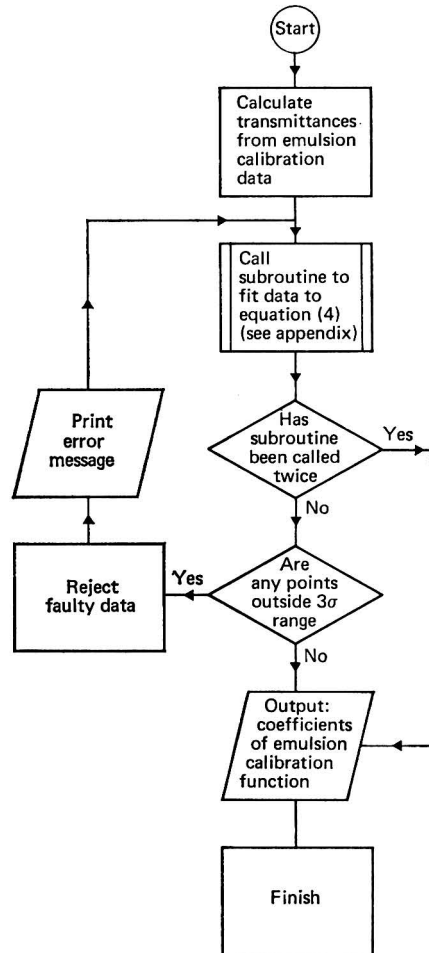 Start
Calculate
transmittances
from emulsion
calibration
data
Call
subroutine to
fit data to
equation (4)
(see appendix)
Has
subroutine
been called
twice
Yes
No
Are
any points
outside 3σ
range
Yes
No
Reject
faulty data
Print
error
message
Output:
coefficients
of emulsion
calibration
function
Finish